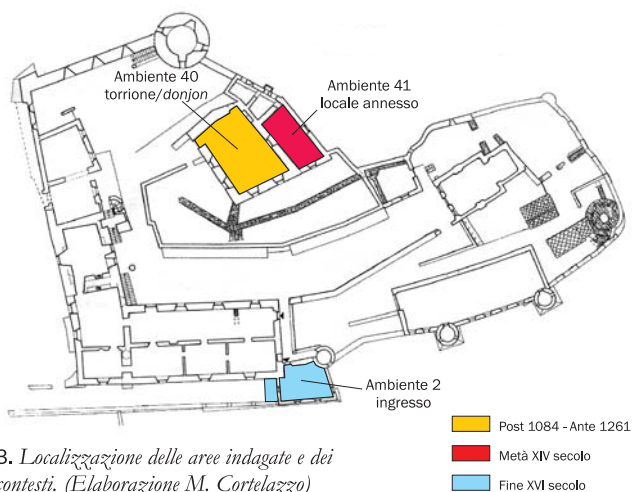 Ambiente 40
torrione/donjon
Ambiente 41
locale annesso
Ambiente 2
ingresso
Post 1084 - Ante 1261
Metà XIV secolo
Fine XVI secolo
3. Localizzazione delle aree indagate e dei
contesti. (Elaborazione M. Cortelazzo)